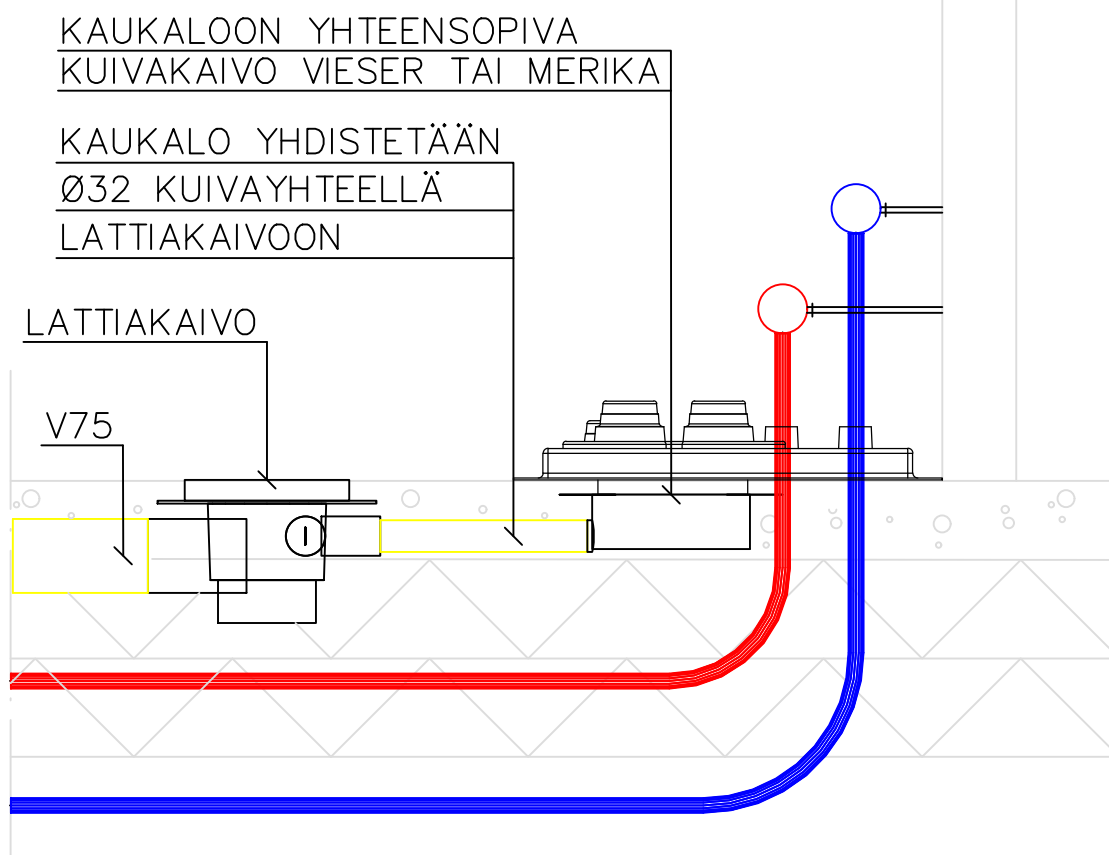 KAUKALOON YHTEENSOPIVA
KUIVAKAIVO VIESER TAI MERIKA
KAUKALO YHDISTETÄÄN
Ø32 KUIVAYHTEELLÄ
LATTIAKAIVOON
LATTIAKAIVO
V75